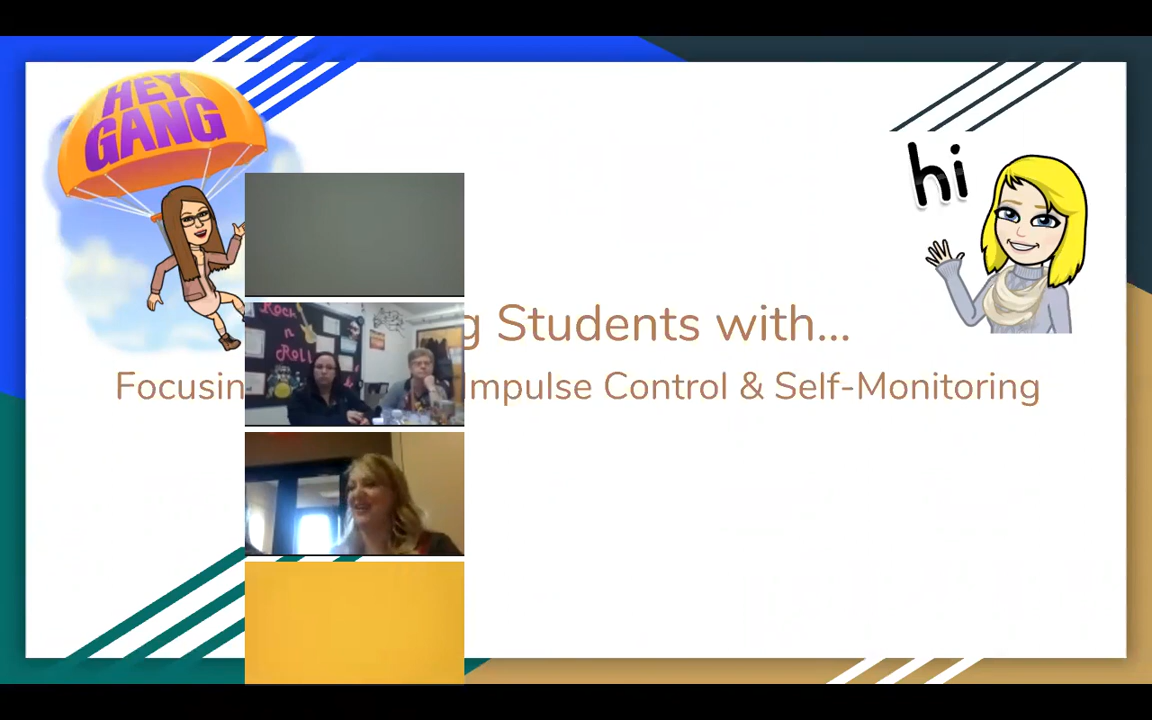 HEY
GANG
hi
Rock
n
Roll
g Students with...
Focusin Impulse Control & Self-Monitoring